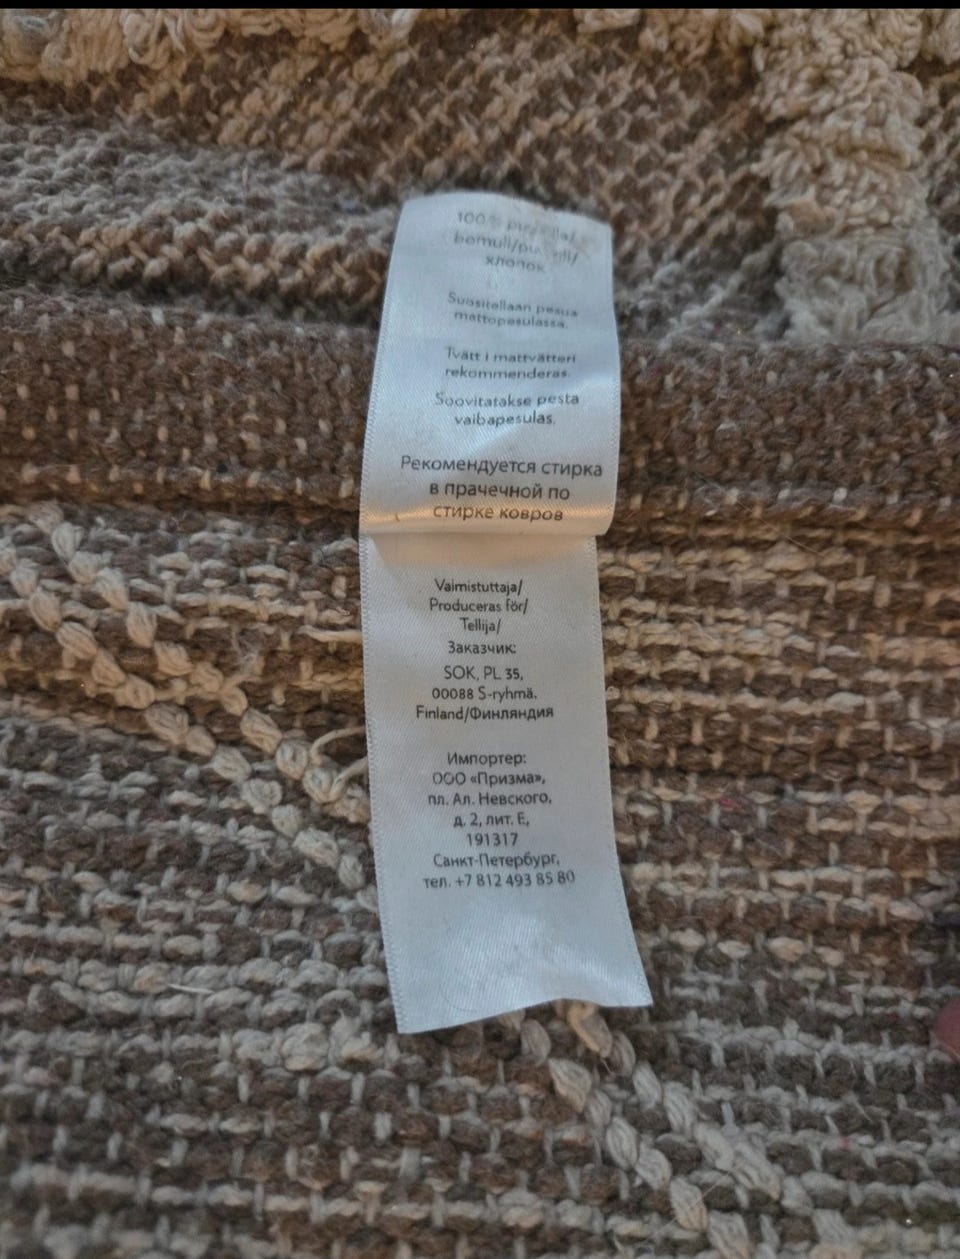 100%
bomull/
хлопок
Suositellaan pesua
mattopesulassa.
Tvätt i mattvätteri
rekommenderas.
Soovitatakse pesta
vaibapesulas.
Рекомендуется стирка
в прачечной по
стирке ковров
Valmistuttaja/
Produceras för/
Tellija/
Заказчик:
SOK, PL 35,
00088 S-ryhmä.
Finland/Финляндия
Импортер:
ООО «Призма»,
пл. Ал. Невского,
д. 2, лит. Е,
191317
Санкт-Петербург,
тел. +7 812 493 85 80